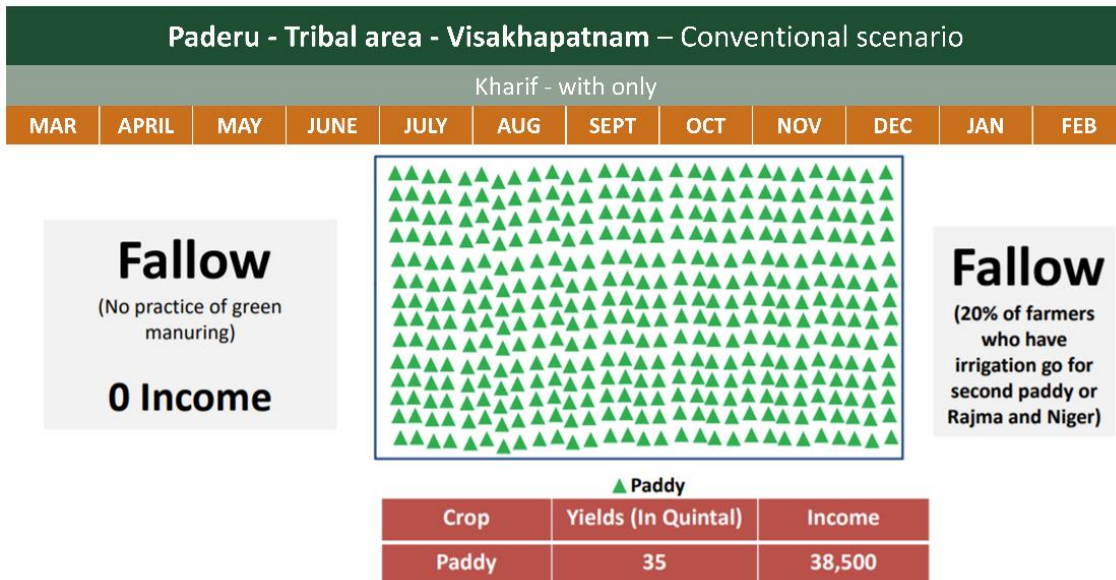 Paderu - Tribal area - Visakhapatnam – Conventional scenario
Kharif - with only
MAR APRIL MAY JUNE JULY AUG SEPT OCT NOV DEC JAN FEB
Fallow
(No practice of green
manuring)
0 Income
Fallow
(20% of farmers
who have
irrigation go for
second paddy or
Rajma and Niger)
Paddy
Crop Yields (In Quintal) Income
Paddy 35 38,500